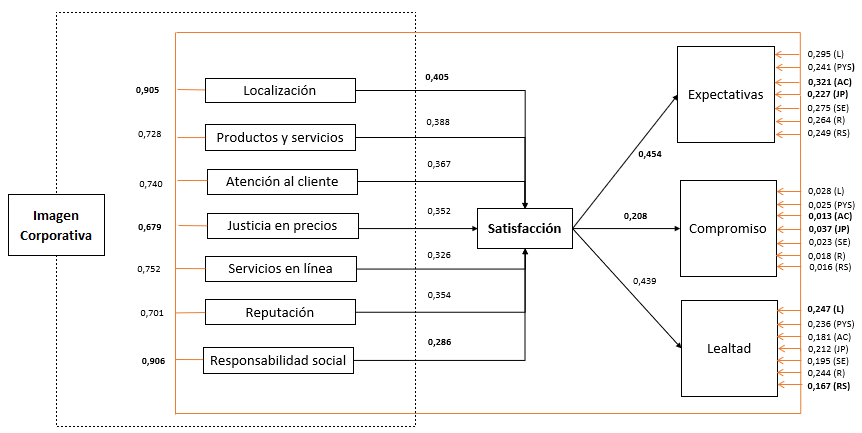 Imagen
Corporativa
0,905
Localización
0,405
0,728
Productos y servicios
0,388
0,740
Atención al cliente
0,367
0,679
Justicia en precios
0,352
0,752
Servicios en línea
0,326
0,701
Reputación
0,354
0,906
Responsabilidad social
0,286
Satisfacción
0,454
0,208
0,439
Expectativas
0,295 (L)
0,241 (PYS)
0,321 (AC)
0,227 (JP)
0,275 (SE)
0,264 (R)
0,249 (RS)
Compromiso
0,028 (L)
0,025 (PYS)
0,013 (AC)
0,037 (JP)
0,023 (SE)
0,018 (R)
0,016 (RS)
Lealtad
0,247 (L)
0,236 (PYS)
0,181 (AC)
0,212 (JP)
0,195 (SE)
0,244 (R)
0,167 (RS)